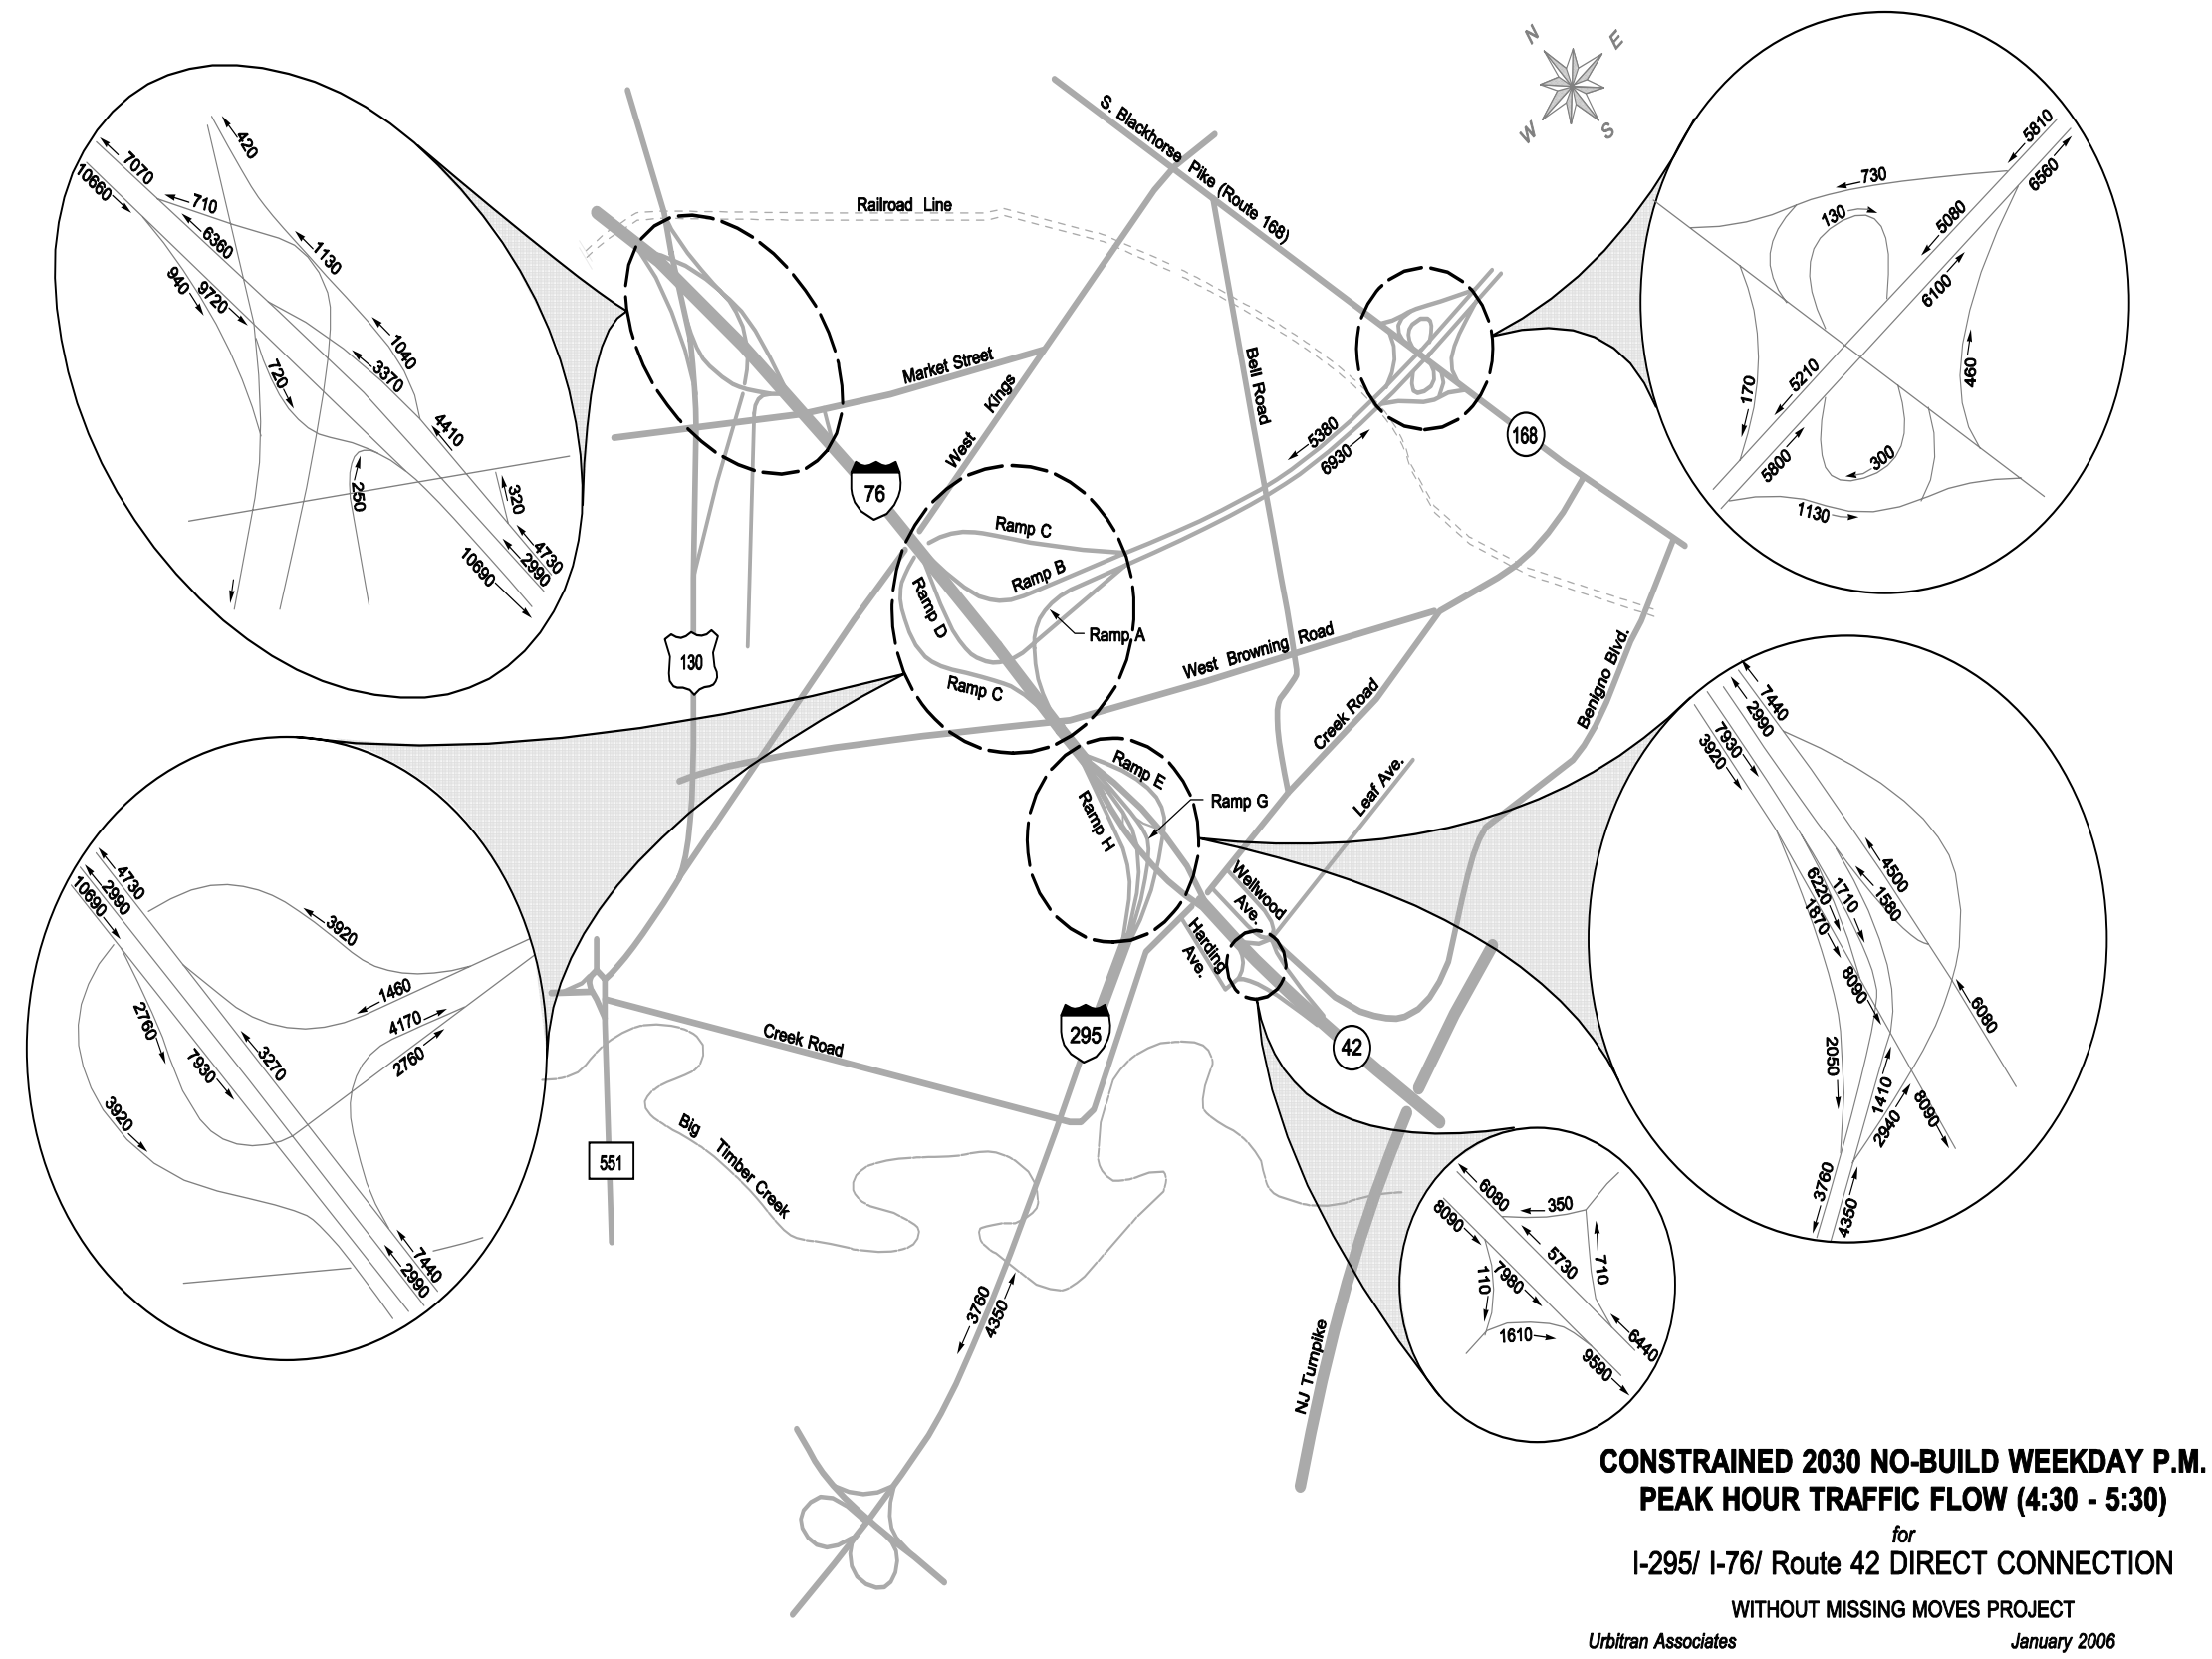 N
E
W
S
S. Blackhorse Pike (Route 168)
Railroad Line
Market Street
West Kings
Bell Road
5380
6930
168
76
Ramp C
Ramp B
Ramp D
Ramp A
Ramp C
130
West Browning Road
Creek Road
Benigno Blvd.
Leaf Ave.
Ramp E
Ramp G
Ramp H
Wellwood
Ave.
Harding
Ave.
295
42
Creek Road
551
Big Timber Creek
3760
4350
NJ Turnpike
420
7070
10660
710
6360
1130
940
9720
1040
3370
720
4410
250
320
4730
2990
10690
5810
6560
730
130
5080
6100
170
5210
460
5800
300
1130
4730
2990
10690
3920
1460
4170
2760
2760
3270
7930
3920
7440
2990
7440
2990
7930
3920
4500
1580
6220
1710
1870
8090
6080
2050
1410
2940
8090
3760
4350
6080
8090
350
5730
710
110
7980
1610
6440
9590
CONSTRAINED 2030 NO-BUILD WEEKDAY P.M.
PEAK HOUR TRAFFIC FLOW (4:30 - 5:30)
for
I-295/ I-76/ Route 42 DIRECT CONNECTION
WITHOUT MISSING MOVES PROJECT
Urbitran Associates January 2006